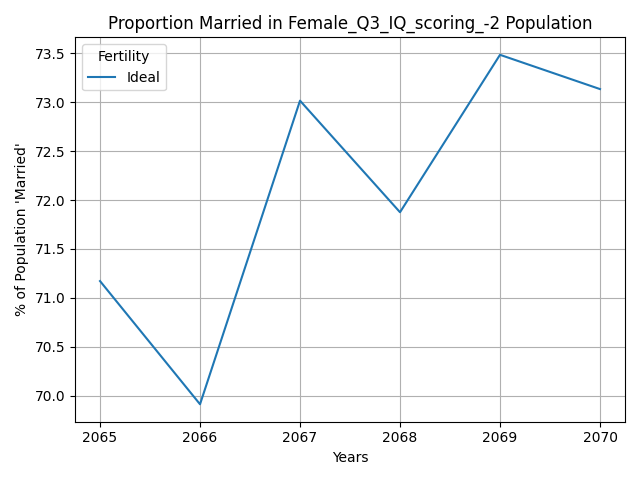 Proportion Married in Female_Q3_IQ_scoring_-2 Population
Fertility
Ideal
% of Population 'Married'
73.5
73.0
72.5
72.0
71.5
71.0
70.5
70.0
2065 2066 2067 2068 2069 2070
Years